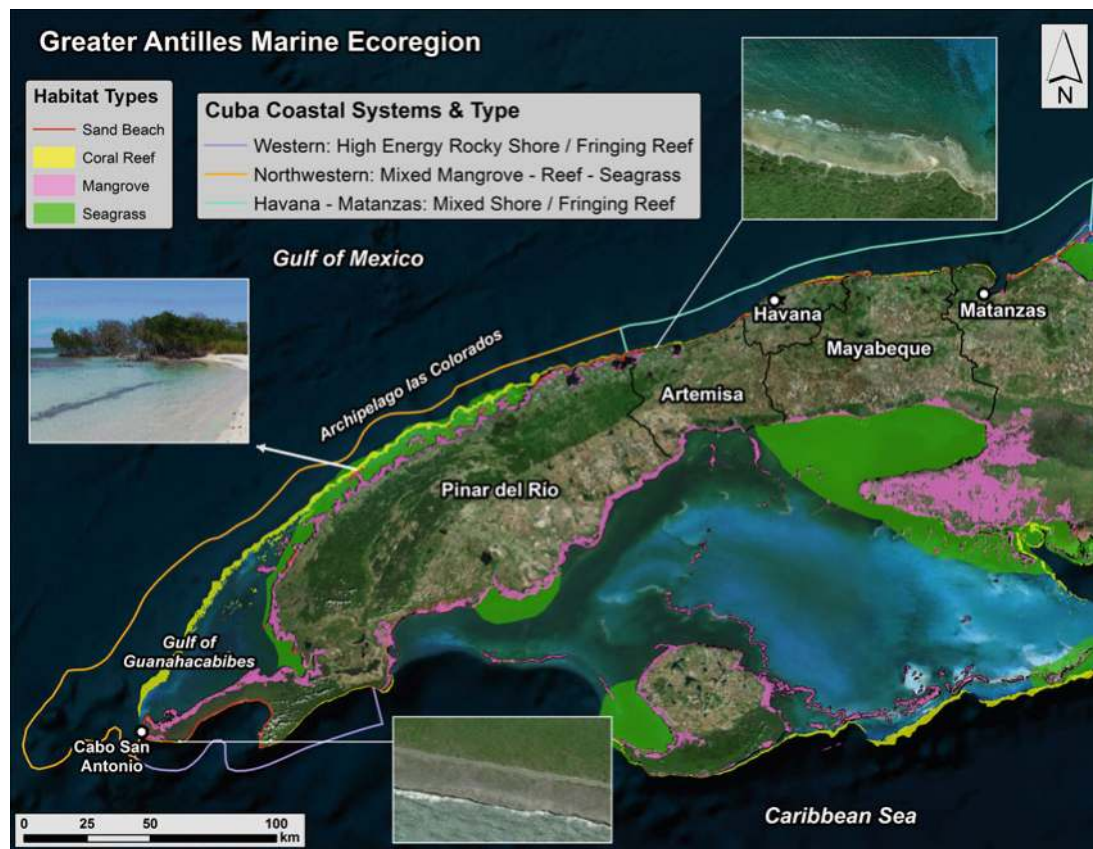 Greater Antilles Marine Ecoregion
N
Habitat Types
Sand Beach
Coral Reef
Mangrove
Seagrass
Cuba Coastal Systems & Type
Western: High Energy Rocky Shore / Fringing Reef
Northwestern: Mixed Mangrove - Reef - Seagrass
Havana - Matanzas: Mixed Shore / Fringing Reef
Gulf of Mexico
Archipelago las Colorados
Havana
Matanzas
Mayabeque
Artemisa
Pinar del Río
Gulf of
Guanahacabibes
Cabo San
Antonio
Caribbean Sea
0 25 50 100
km